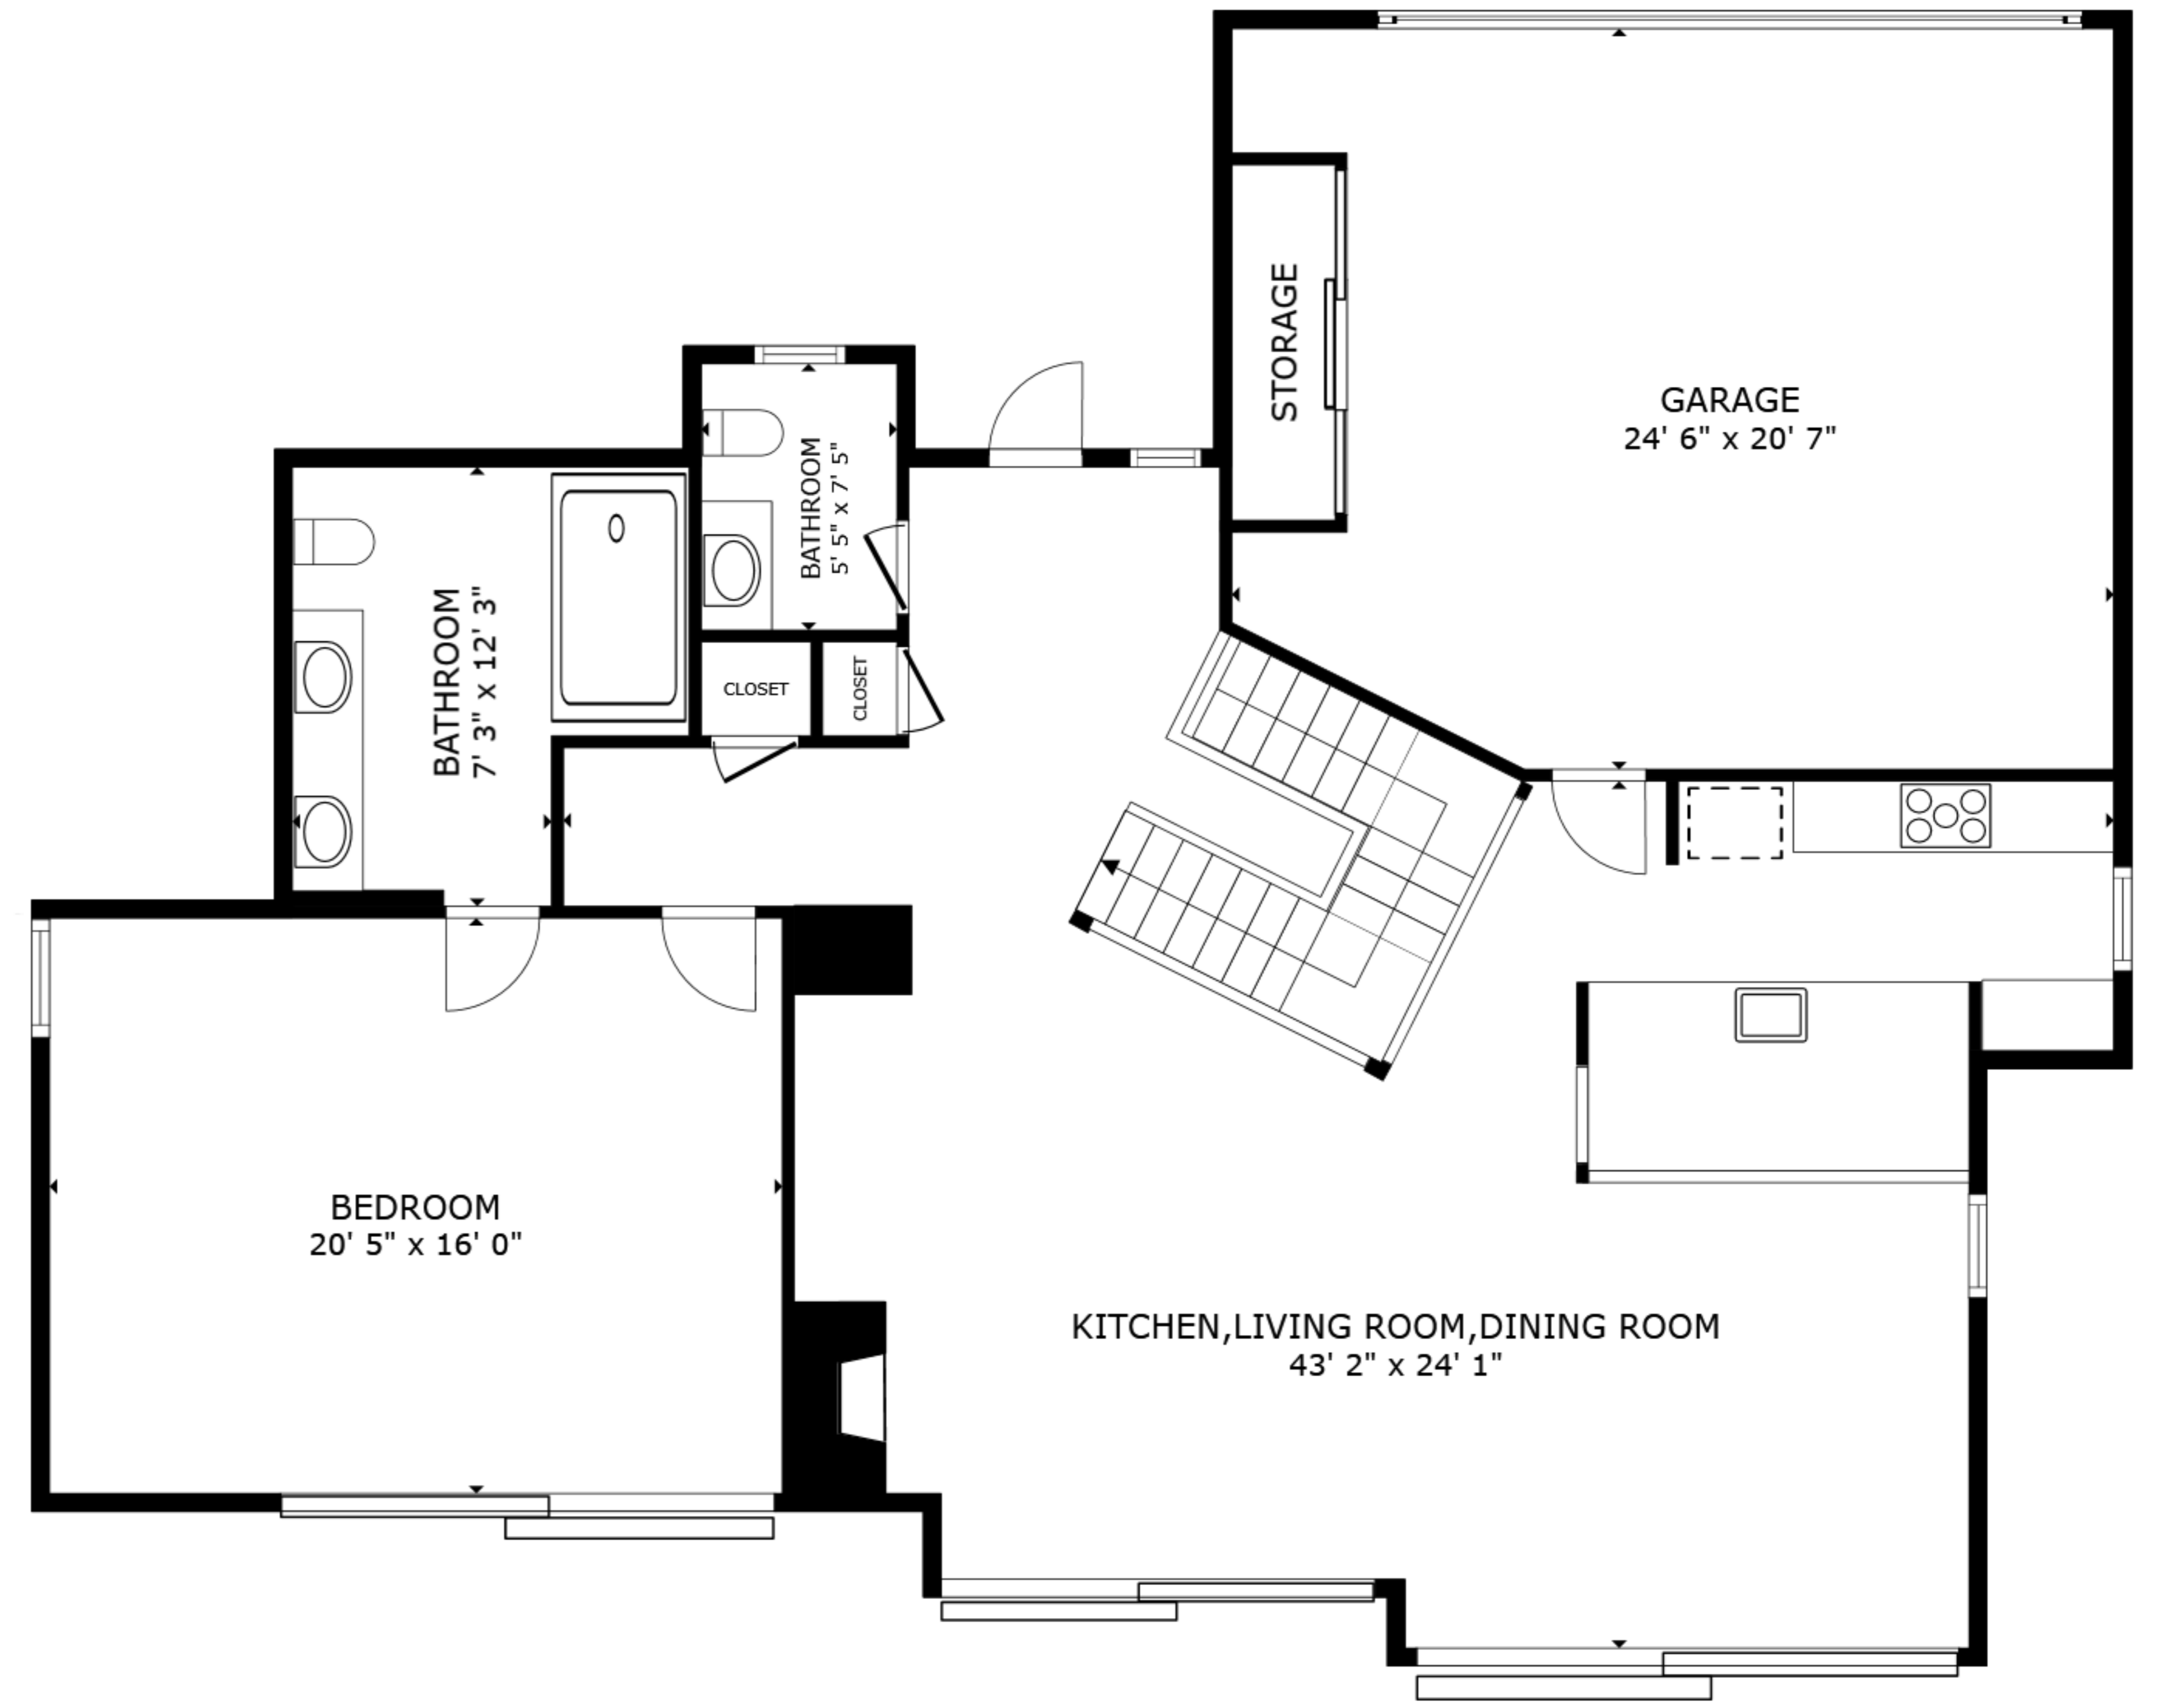 STORAGE
GARAGE
24' 6" x 20' 7"
BATHROOM
5' 5" x 7' 5"
BATHROOM
7' 3" x 12' 3"
CLOSET
CLOSET
BEDROOM
20' 5" x 16' 0"
KITCHEN,LIVING ROOM,DINING ROOM
43' 2" x 24' 1"